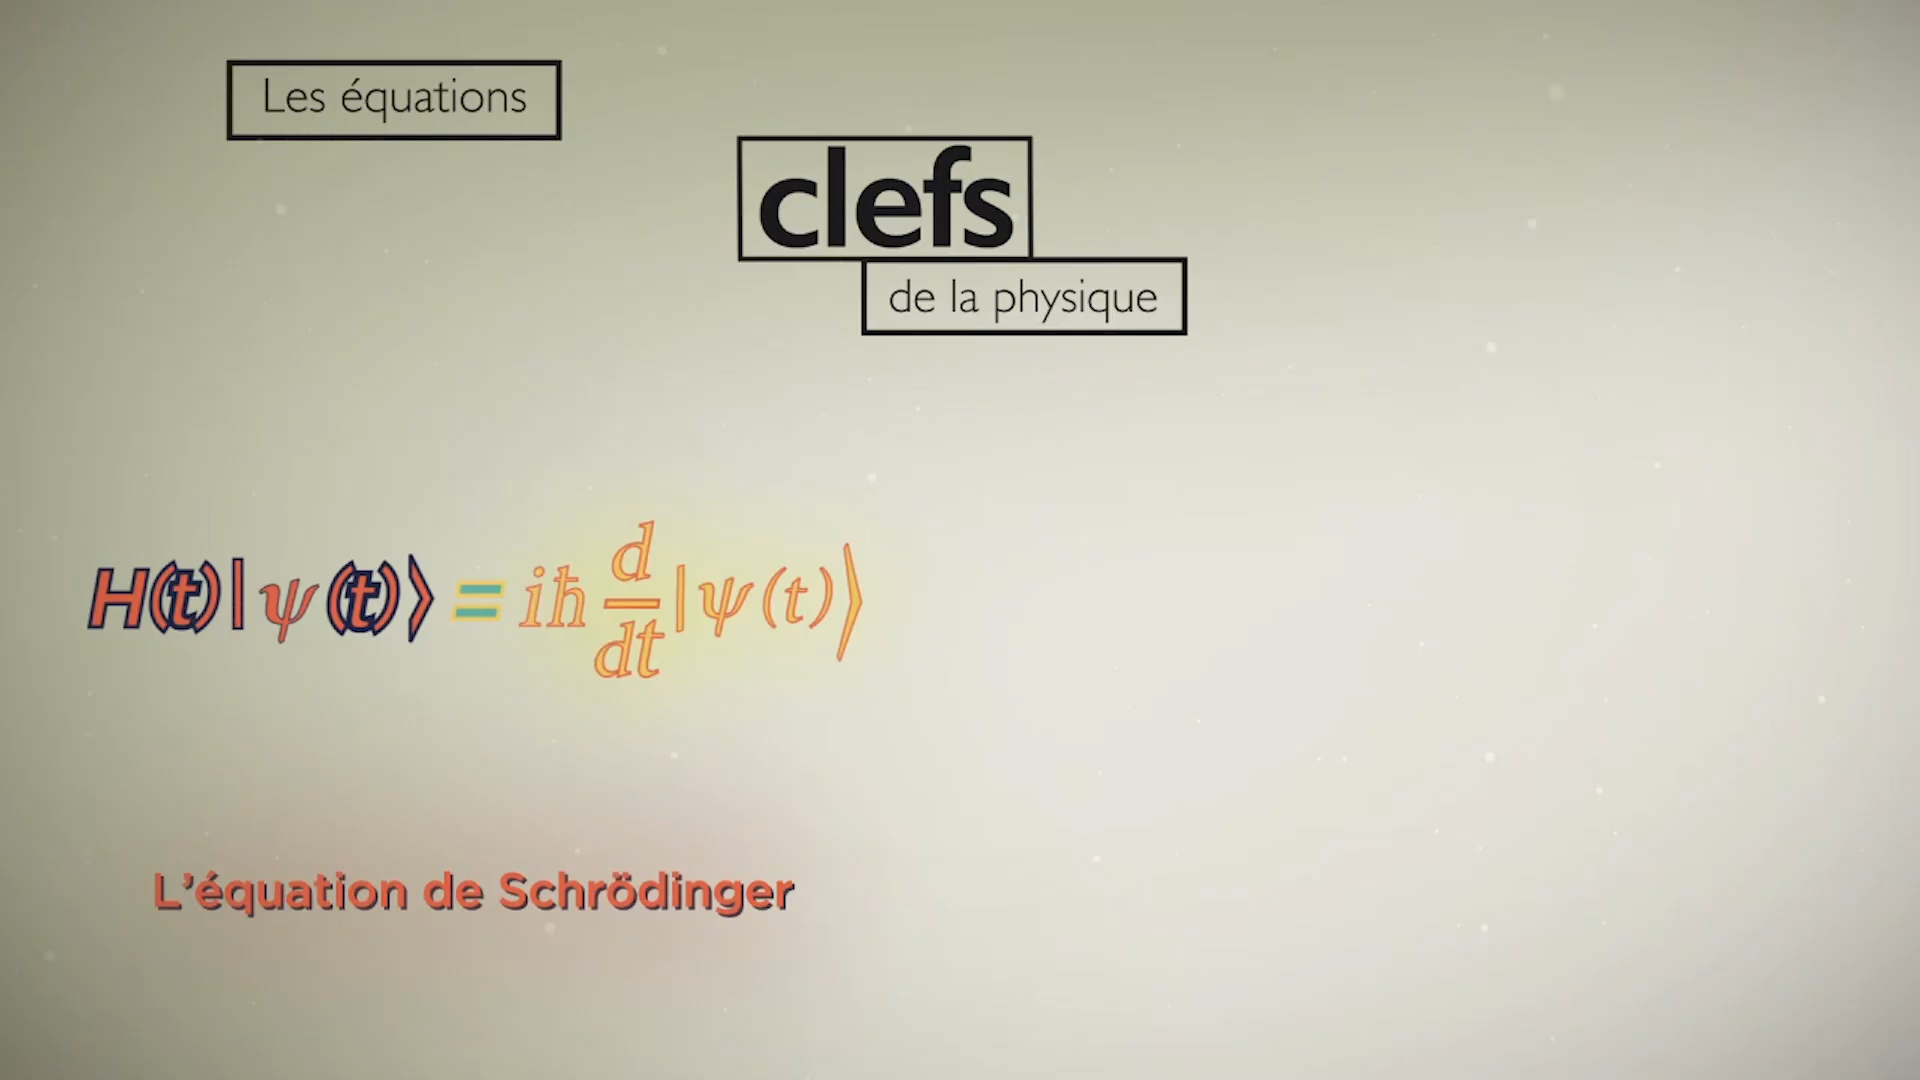 Les équations
clefs
de la physique
H(t)|ψ(t)⟩ = iħ d/dt |ψ(t)⟩
L’équation de Schrödinger